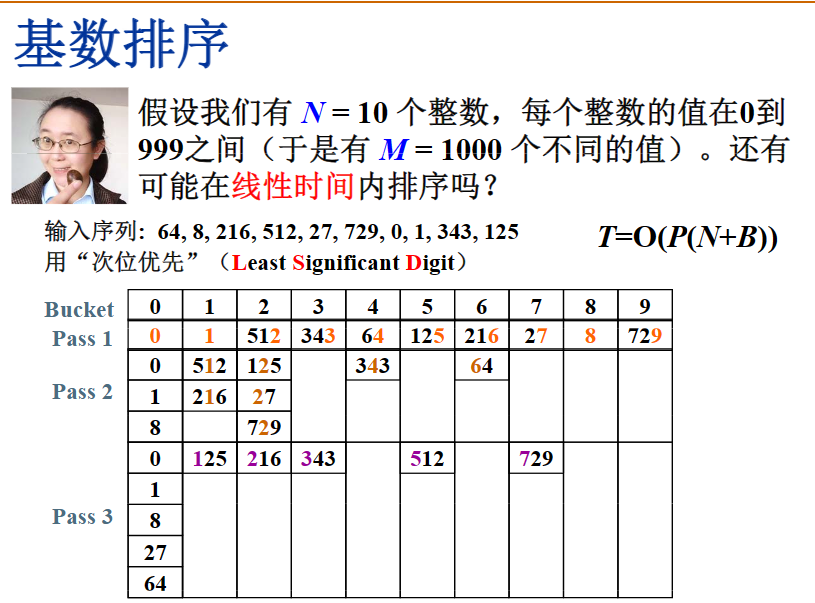 基数排序
假设我们有 N = 10 个整数，每个整数的值在0到
999之间（于是有 M = 1000 个不同的值）。还有
可能在线性时间内排序吗？
输入序列: 64, 8, 216, 512, 27, 729, 0, 1, 343, 125
T=O(P(N+B))
用“次位优先”（Least Significant Digit）
Bucket 0 1 2 3 4 5 6 7 8 9
Pass 1 0 1 512 343 64 125 216 27 8 729
0 512 125 343 64
Pass 2 1 216 27
8 729
0 125 216 343 512 729
1
Pass 3 8
27
64